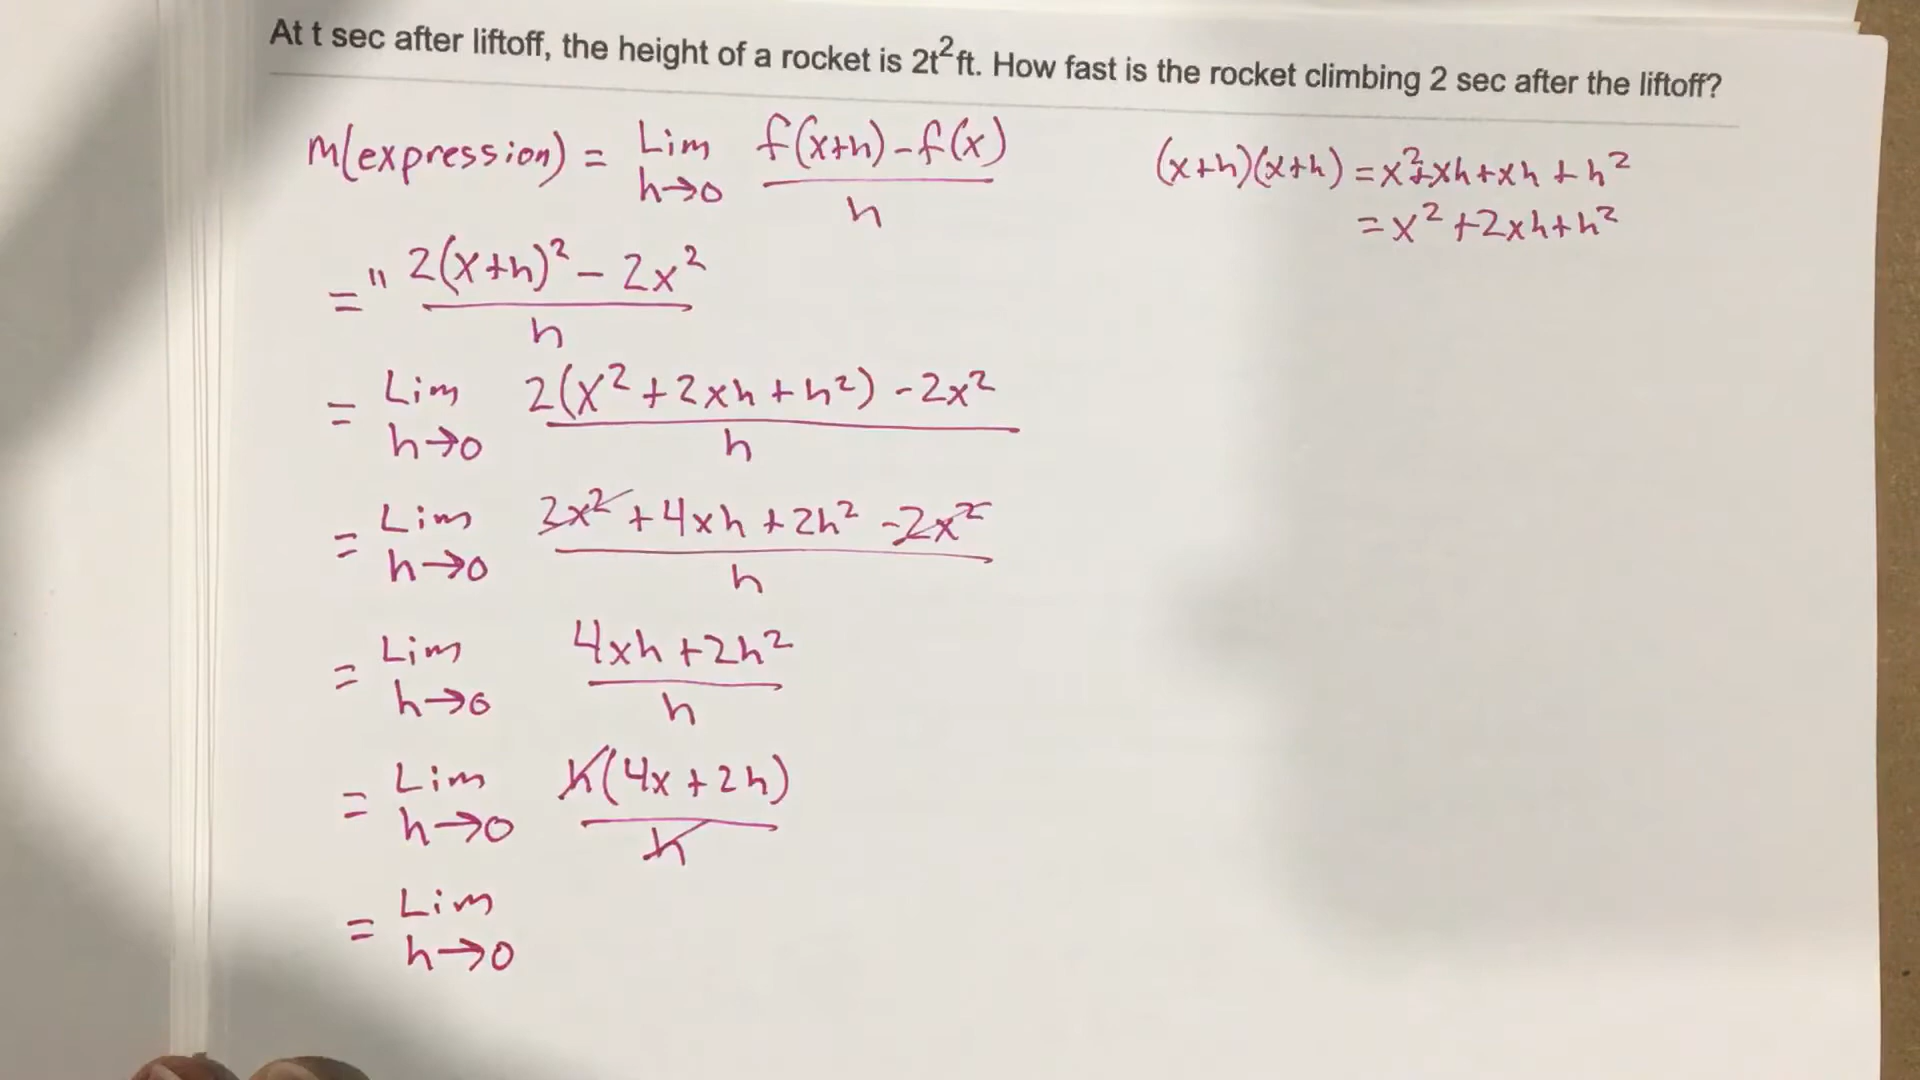 At t sec after liftoff, the height of a rocket is 2t² ft. How fast is the rocket climbing 2 sec after the liftoff?
m(expression) = Lim h→0 f(x+h) - f(x) / h
(x+h)(x+h) = x² + xh + xh + h²
= x² + 2xh + h²
= " 2(x+h)² - 2x² / h
= Lim h→0 2(x² + 2xh + h²) - 2x² / h
= Lim h→0 2x² + 4xh + 2h² - 2x² / h
= Lim h→0 4xh + 2h² / h
= Lim h→0 h(4x + 2h) / h
= Lim h→0